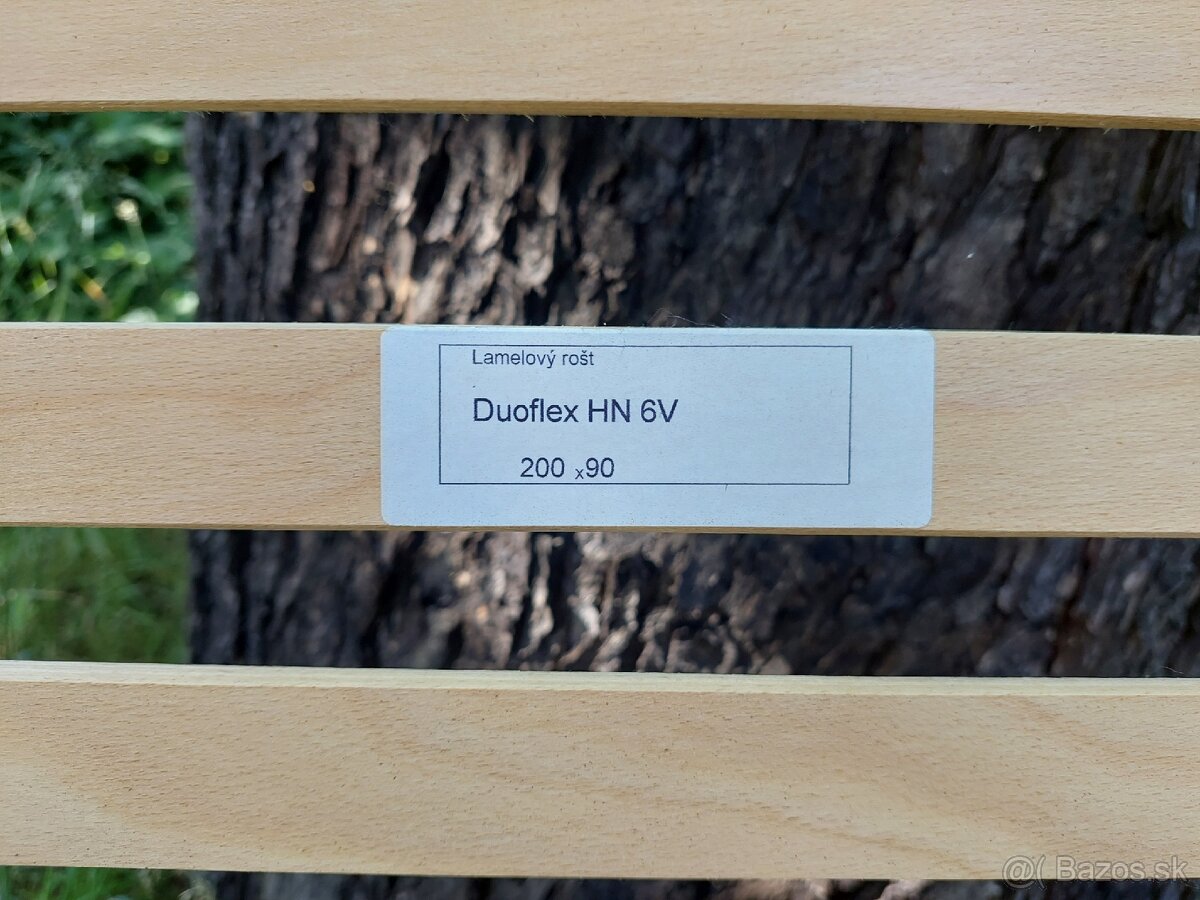 Lamelový rošt
Duoflex HN 6V
200 x90
@( Bazos.sk